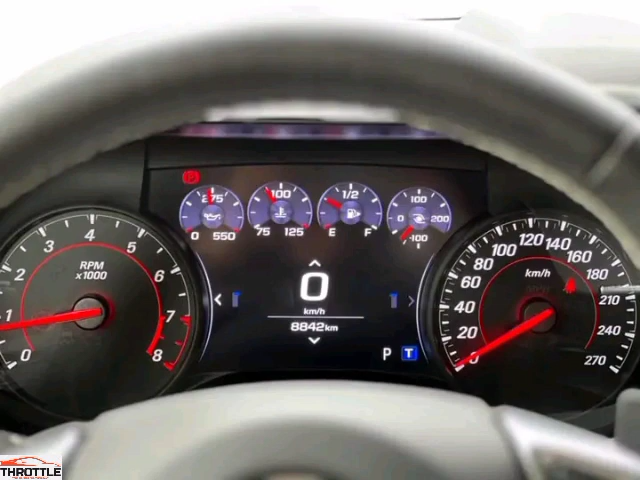 275
0 550
100
75 125
1/2
E F
100
0 200
-100
0
km/h
8842km
P T
RPM
x1000
0 1 2 3 4 5 6 7 8
km/h
0 20 40 60 80 100 120 140 160 180 210 240 270
THROTTLE